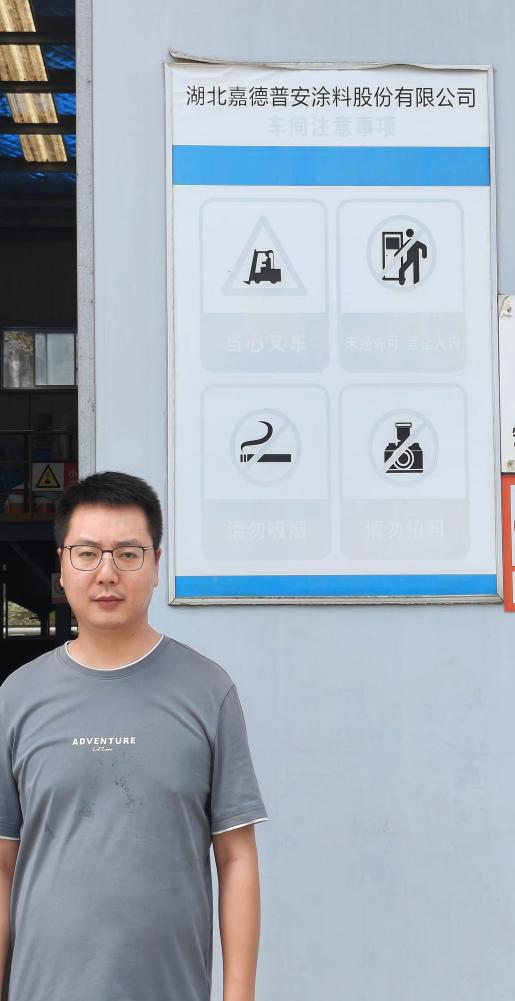 湖北嘉德普安涂料股份有限公司
车间注意事项
当心叉车
未经许可 禁止入内
请勿吸烟
请勿拍照
ADVENTURE